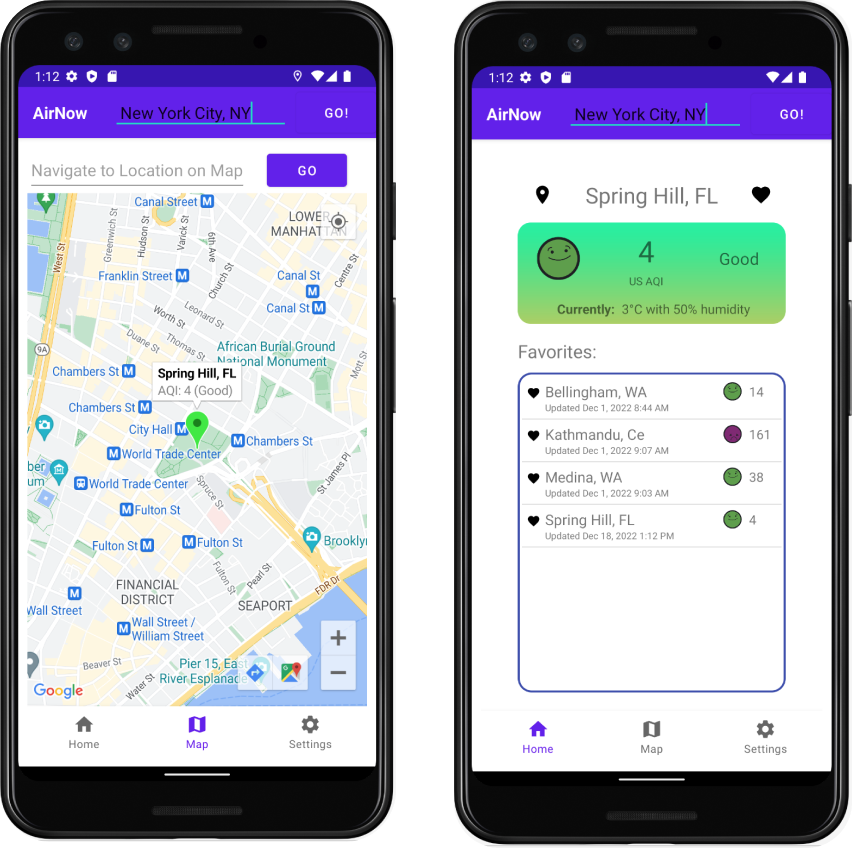 1:12
AirNow
New York City, NY
GO!
Navigate to Location on Map
GO
Canal Street M
LOWER
MANHATTAN
Greenwich St
Hudson St
Varick St
6th Ave
West St
Church St
Centre St
Franklin Street M
Canal St
M
Canal St M
Worth St
Leonard St
Duane St
Thomas St
African Burial Ground
National Monument
9A
Mott St
Chambers St M
Spring Hill, FL
AQI: 4 (Good)
Chambers St M
City Hall M
M Chambers St
M World Trade Center
ber
um
World Trade Center
Spruce St
St James Pl
M Fulton St
Fulton St M
M Fulton St
Brookly
Fulton St
Pearl St
FDR Dr
FINANCIAL
DISTRICT
SEAPORT
M
Wall Street
M Wall Street /
William Street
+
Beaver St
Water St
Pier 15, East
River Esplanade
−
Google
Home
Map
Settings
1:12
AirNow
New York City, NY
GO!
Spring Hill, FL
4
Good
US AQI
Currently: 3°C with 50% humidity
Favorites:
Bellingham, WA 14
Updated Dec 1, 2022 8:44 AM
Kathmandu, Ce 161
Updated Dec 1, 2022 9:07 AM
Medina, WA 38
Updated Dec 1, 2022 9:03 AM
Spring Hill, FL 4
Updated Dec 18, 2022 1:12 PM
Home
Map
Settings